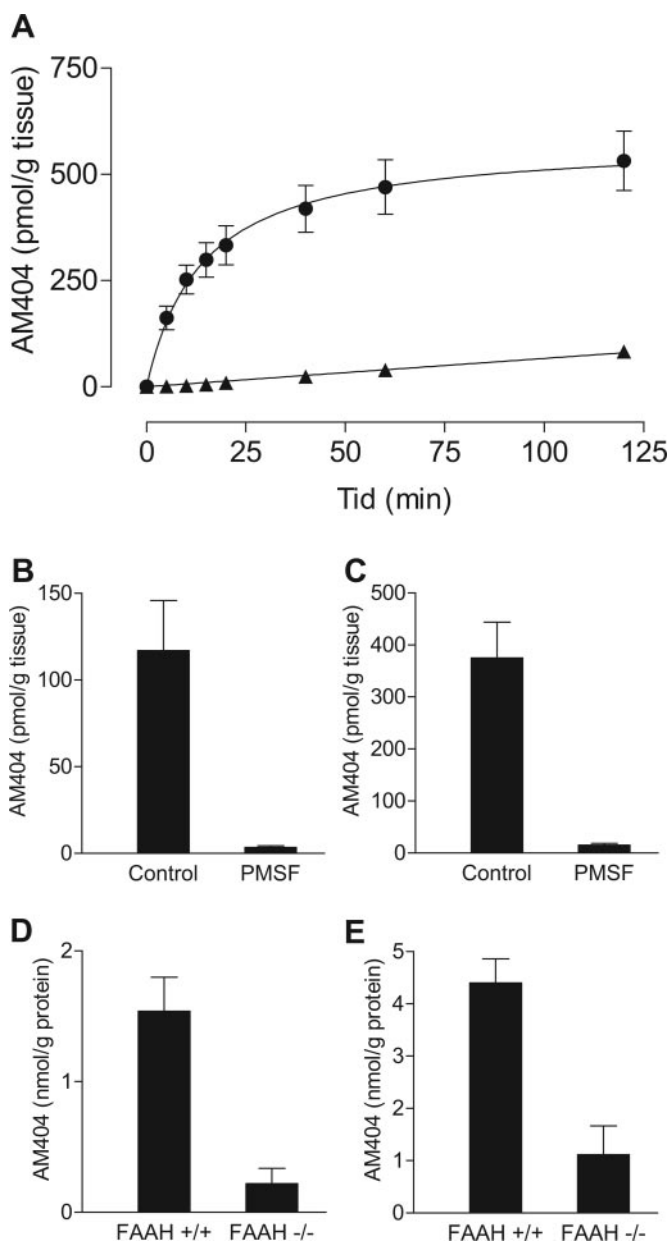 A
AM404 (pmol/g tissue)
750
500
250
0
0 25 50 75 100 125
Tid (min)
B
AM404 (pmol/g tissue)
150
100
50
0
Control PMSF
C
AM404 (pmol/g tissue)
500
400
300
200
100
0
Control PMSF
D
AM404 (nmol/g protein)
2
1
0
FAAH +/+ FAAH -/-
E
AM404 (nmol/g protein)
5
4
3
2
1
0
FAAH +/+ FAAH -/-